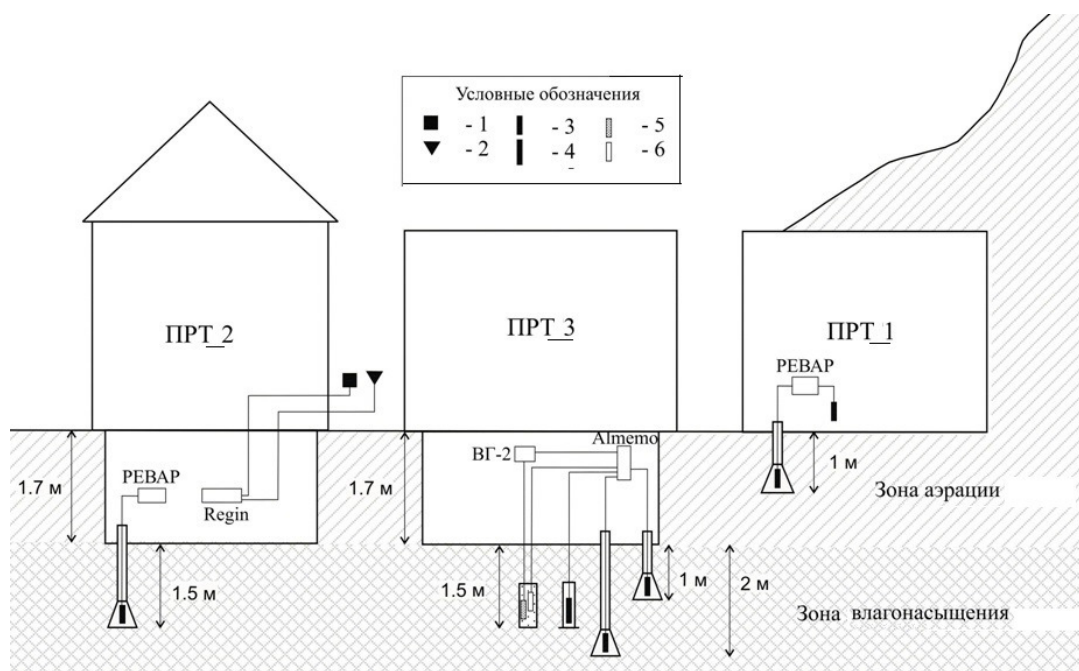 Условные обозначения
- 1 - 3 - 5
- 2 - 4 - 6
ПРТ_2
ПРТ_3
ПРТ_1
РЕВАР
Almemo
ВГ-2
РЕВАР
Regin
1.7 м
1.7 м
1 м
Зона аэрации
1.5 м
1.5 м
1 м
2 м
Зона влагонасыщения